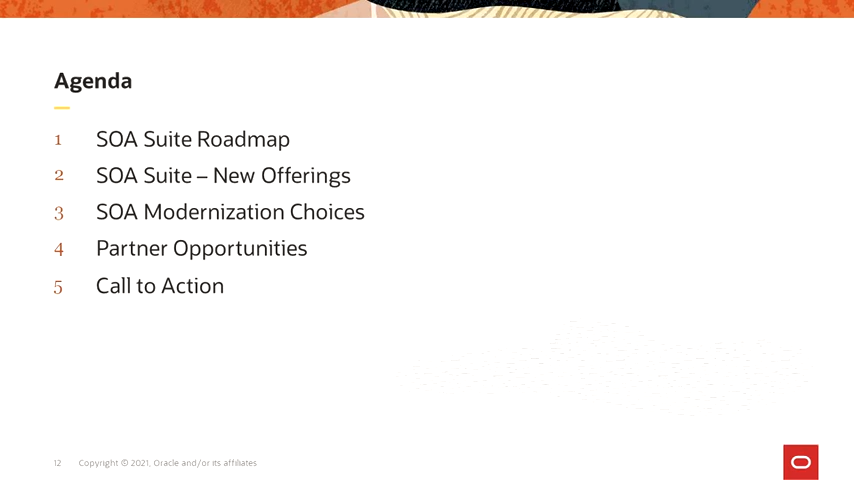 Agenda
1 SOA Suite Roadmap
2 SOA Suite – New Offerings
3 SOA Modernization Choices
4 Partner Opportunities
5 Call to Action
12 Copyright © 2021, Oracle and/or its affiliates